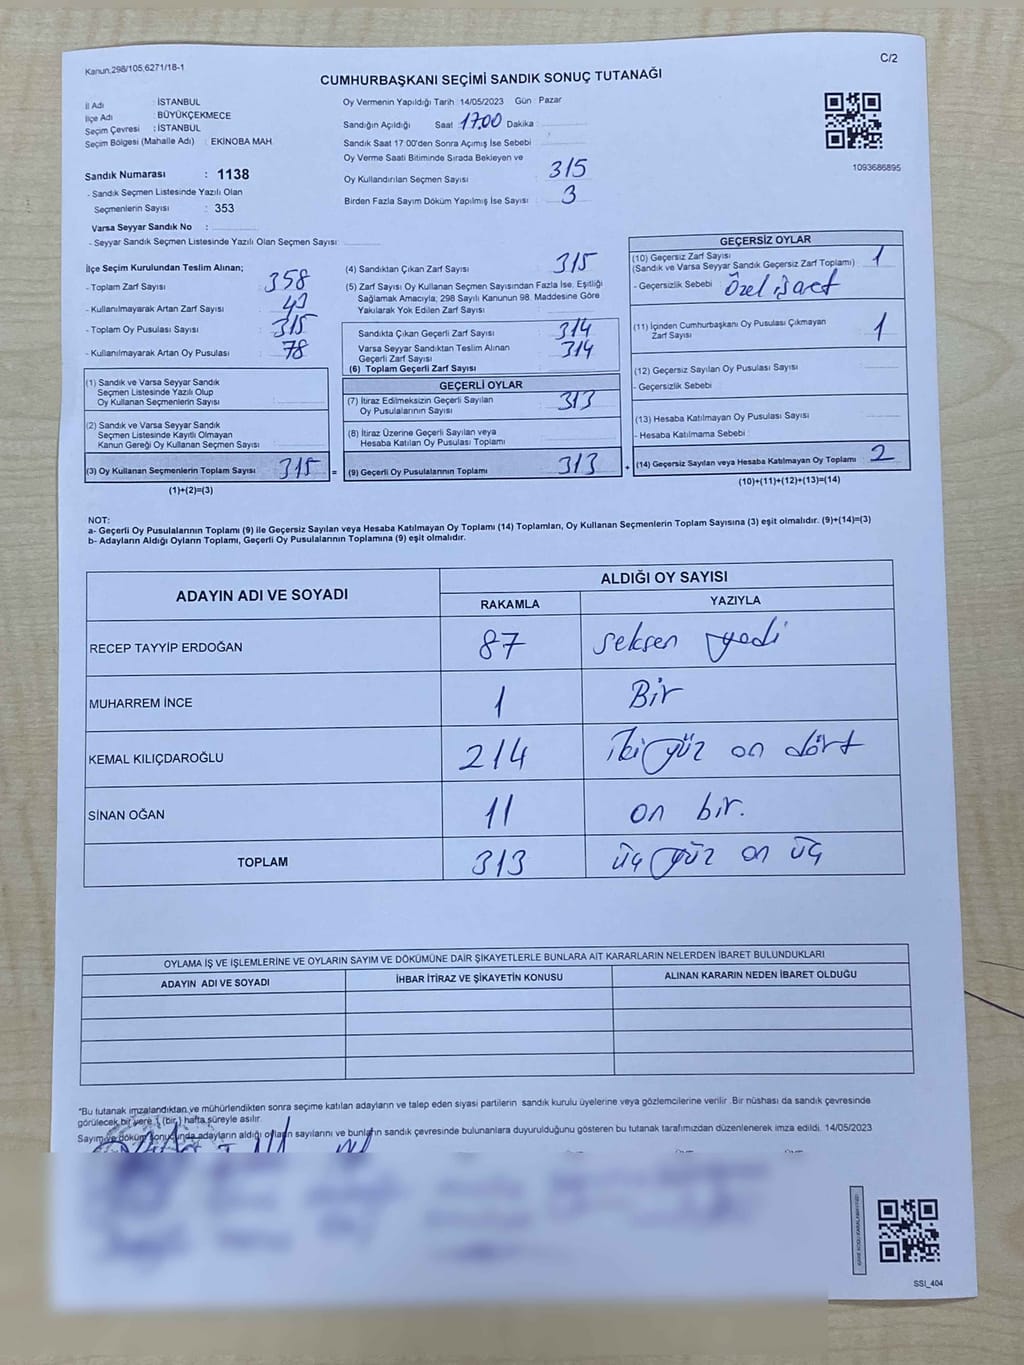 Kanun.298/105,6271/18-1
C/2
CUMHURBAŞKANI SEÇİMİ SANDIK SONUÇ TUTANAĞI
İl Adı : İSTANBUL
İlçe Adı : BÜYÜKÇEKMECE
Seçim Çevresi : İSTANBUL
Seçim Bölgesi (Mahalle Adı) : EKİNOBA MAH.
Sandık Numarası : 1138
- Sandık Seçmen Listesinde Yazılı Olan
Seçmenlerin Sayısı : 353
Varsa Seyyar Sandık No :
- Seyyar Sandık Seçmen Listesinde Yazılı Olan Seçmen Sayısı
Oy Vermenin Yapıldığı Tarih :14/05/2023 Gün : Pazar
Sandığın Açıldığı Saat 17.00 Dakika
Sandık Saat 17 00'den Sonra Açılmış İse Sebebi
Oy Verme Saati Bitiminde Sırada Bekleyen ve
Oy Kullandırılan Seçmen Sayısı 315
Birden Fazla Sayım Döküm Yapılmış İse Sayısı 3
1093686895
İlçe Seçim Kurulundan Teslim Alınan;
- Toplam Zarf Sayısı : 358
- Kullanılmayarak Artan Zarf Sayısı : 43
- Toplam Oy Pusulası Sayısı : 315
- Kullanılmayarak Artan Oy Pusulası : 78
(1) Sandık ve Varsa Seyyar Sandık
Seçmen Listesinde Yazılı Olup
Oy Kullanan Seçmenlerin Sayısı
(2) Sandık ve Varsa Seyyar Sandık
Seçmen Listesinde Kayıtlı Olmayan
Kanun Gereği Oy Kullanan Seçmen Sayısı
(3) Oy Kullanan Seçmenlerin Toplam Sayısı 315 =
(1)+(2)=(3)
(4) Sandıktan Çıkan Zarf Sayısı 315
(5) Zarf Sayısı Oy Kullanan Seçmen Sayısından Fazla İse, Eşitliği
Sağlamak Amacıyla; 298 Sayılı Kanunun 98. Maddesine Göre
Yakılarak Yok Edilen Zarf Sayısı
Sandıkta Çıkan Geçerli Zarf Sayısı 314
Varsa Seyyar Sandıktan Teslim Alınan 314
Geçerli Zarf Sayısı
(6) Toplam Geçerli Zarf Sayısı
GEÇERLİ OYLAR
(7) İtiraz Edilmeksizin Geçerli Sayılan 313
Oy Pusulalarının Sayısı
(8) İtiraz Üzerine Geçerli Sayılan veya
Hesaba Katılan Oy Pusulası Toplamı
(9) Geçerli Oy Pusulalarının Toplamı 313 +
GEÇERSİZ OYLAR
(10) Geçersiz Zarf Sayısı
(Sandık ve Varsa Seyyar Sandık Geçersiz Zarf Toplamı) 1
- Geçersizlik Sebebi Özel işaret
(11) İçinden Cumhurbaşkanı Oy Pusulası Çıkmayan
Zarf Sayısı 1
(12) Geçersiz Sayılan Oy Pusulası Sayısı
- Geçersizlik Sebebi
(13) Hesaba Katılmayan Oy Pusulası Sayısı
- Hesaba Katılmama Sebebi
(14) Geçersiz Sayılan veya Hesaba Katılmayan Oy Toplamı 2
(10)+(11)+(12)+(13)=(14)
NOT:
a- Geçerli Oy Pusulalarının Toplamı (9) ile Geçersiz Sayılan veya Hesaba Katılmayan Oy Toplamı (14) Toplamları, Oy Kullanan Seçmenlerin Toplam Sayısına (3) eşit olmalıdır. (9)+(14)=(3)
b- Adayların Aldığı Oyların Toplamı, Geçerli Oy Pusulalarının Toplamına (9) eşit olmalıdır.
ADAYIN ADI VE SOYADI
ALDIĞI OY SAYISI
RAKAMLA YAZIYLA
RECEP TAYYİP ERDOĞAN 87 seksen yedi
MUHARREM İNCE 1 Bir
KEMAL KILIÇDAROĞLU 214 iki yüz on dört
SİNAN OĞAN 11 on bir.
TOPLAM 313 üç yüz on üç
OYLAMA İŞ VE İŞLEMLERİNE VE OYLARIN SAYIM VE DÖKÜMÜNE DAİR ŞİKAYETLERLE BUNLARA AİT KARARLARIN NELERDEN İBARET BULUNDUKLARI
ADAYIN ADI VE SOYADI İHBAR İTİRAZ VE ŞİKAYETİN KONUSU ALINAN KARARIN NEDEN İBARET OLDUĞU
*Bu tutanak imzalandıktan ve mühürlendikten sonra seçime katılan adayların ve talep eden siyasi partilerin sandık kurulu üyelerine veya gözlemcilerine verilir .Bir nüshası da sandık çevresinde
görülecek bir yere 1 (bir) hafta süreyle asılır.
Sayım ve döküm sonucunda adayların aldığı oyların sayılarını ve bunların sandık çevresinde bulunanlara duyurulduğunu gösteren bu tutanak tarafımızdan düzenlenerek imza edildi. 14/05/2023
SSI_404